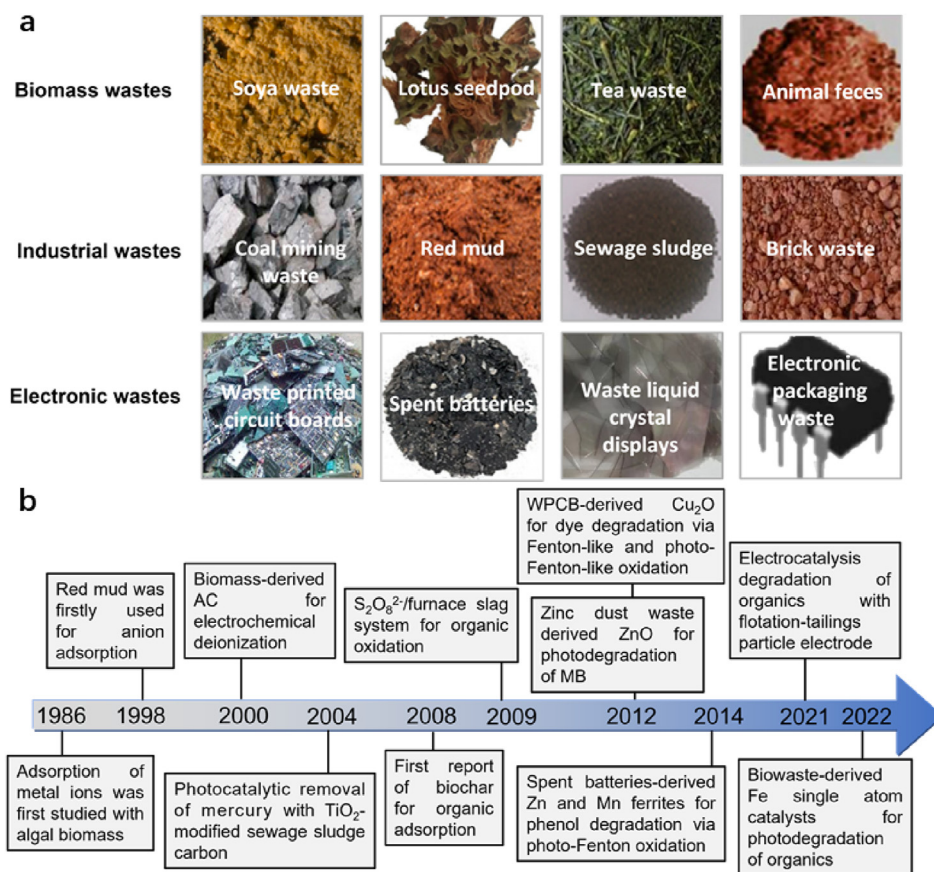 a
Biomass wastes
Soya waste
Lotus seedpod
Tea waste
Animal feces
Industrial wastes
Coal mining
waste
Red mud
Sewage sludge
Brick waste
Electronic wastes
Waste printed
circuit boards
Spent batteries
Waste liquid
crystal
displays
Electronic
packaging
waste
b
Red mud was
firstly used
for anion
adsorption
Biomass-derived
AC for
electrochemical
deionization
S₂O₈²⁻/furnace slag
system for organic
oxidation
WPCB-derived Cu₂O
for dye degradation via
Fenton-like and photo-
Fenton-like oxidation
Zinc dust waste
derived ZnO for
photodegradation
of MB
Electrocatalysis
degradation of
organics with
flotation-tailings
particle electrode
1986 1998 2000 2004 2008 2009 2012 2014 2021 2022
Adsorption of
metal ions was
first studied with
algal biomass
Photocatalytic removal
of mercury with TiO₂-
modified sewage sludge
carbon
First report
of biochar
for organic
adsorption
Spent batteries-derived
Zn and Mn ferrites for
phenol degradation via
photo-Fenton oxidation
Biowaste-derived
Fe single atom
catalysts for
photodegradation
of organics